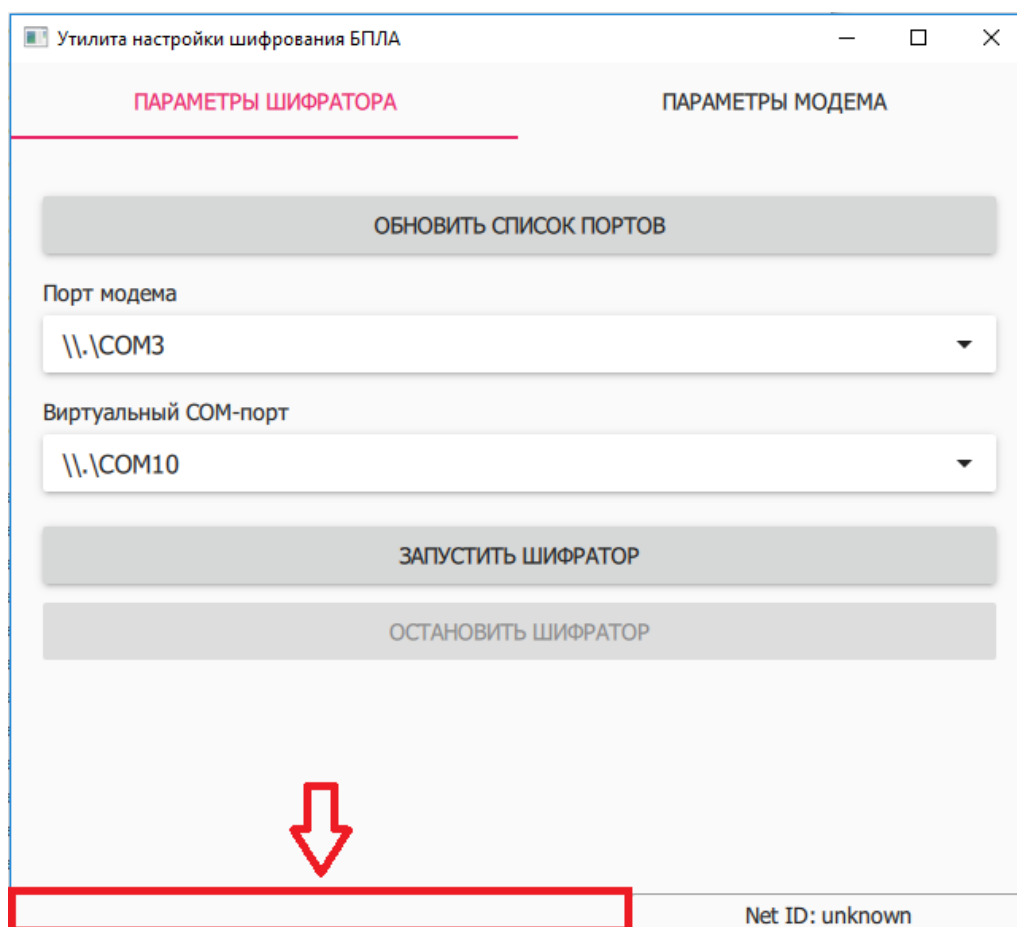 Утилита настройки шифрования БПЛА
ПАРАМЕТРЫ ШИФРАТОРА ПАРАМЕТРЫ МОДЕМА
ОБНОВИТЬ СПИСОК ПОРТОВ
Порт модема
\\.\COM3
Виртуальный COM-порт
\\.\COM10
ЗАПУСТИТЬ ШИФРАТОР
ОСТАНОВИТЬ ШИФРАТОР
Net ID: unknown